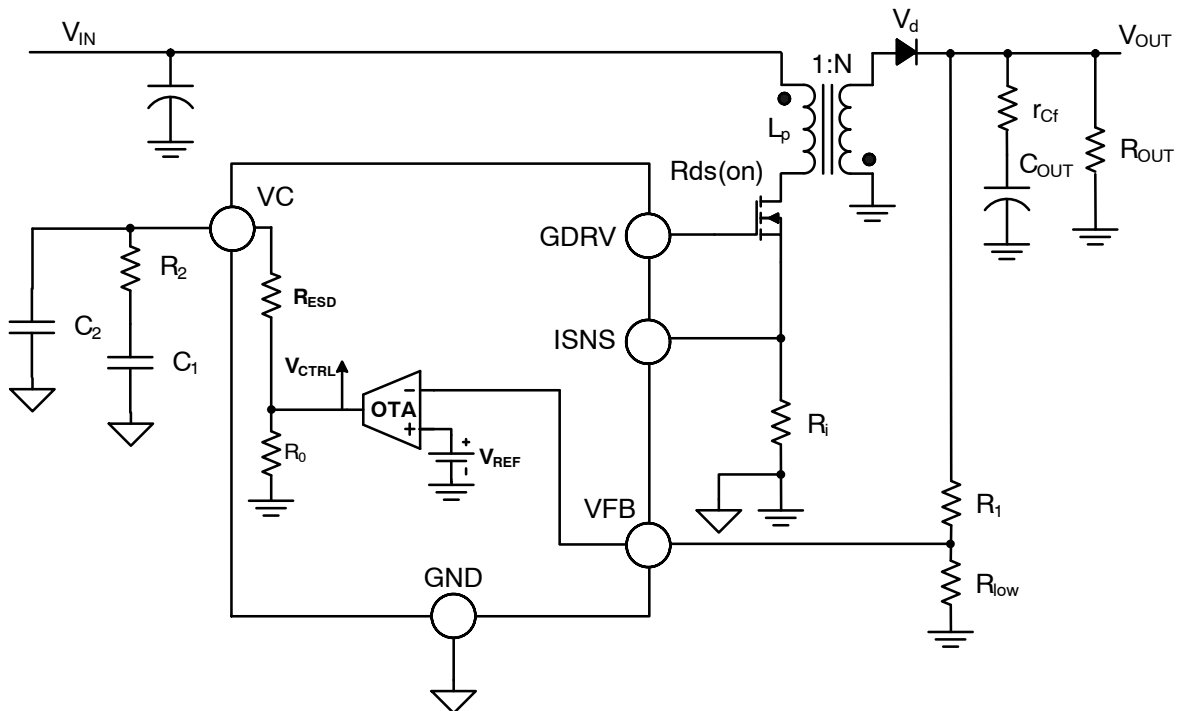 V_IN
V_d
V_OUT
1:N
L_p
r_Cf
C_OUT
R_OUT
Rds(on)
VC
GDRV
R_2
R_ESD
ISNS
C_2
C_1
V_CTRL
OTA
−
+
R_i
R_0
+
-
V_REF
VFB
R_1
GND
R_low